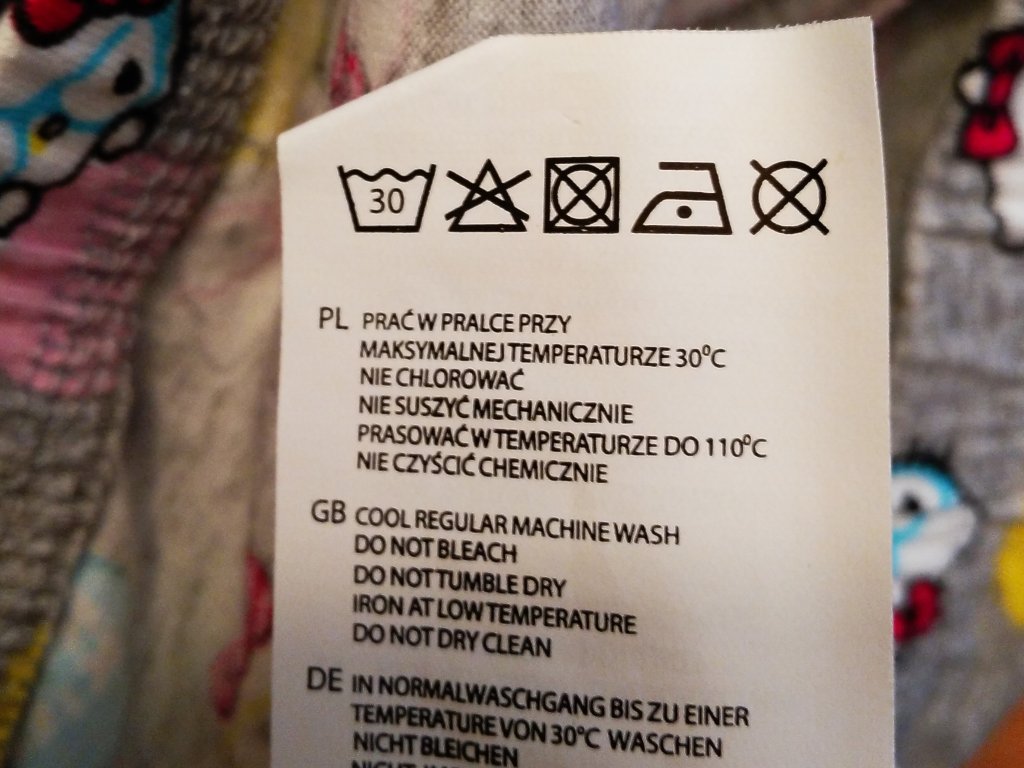 30
PL PRAĆ W PRALCE PRZY
MAKSYMALNEJ TEMPERATURZE 30⁰C
NIE CHLOROWAĆ
NIE SUSZYĆ MECHANICZNIE
PRASOWAĆ W TEMPERATURZE DO 110⁰C
NIE CZYŚCIĆ CHEMICZNIE
GB COOL REGULAR MACHINE WASH
DO NOT BLEACH
DO NOT TUMBLE DRY
IRON AT LOW TEMPERATURE
DO NOT DRY CLEAN
DE IN NORMALWASCHGANG BIS ZU EINER
TEMPERATURE VON 30°C WASCHEN
NICHT BLEICHEN